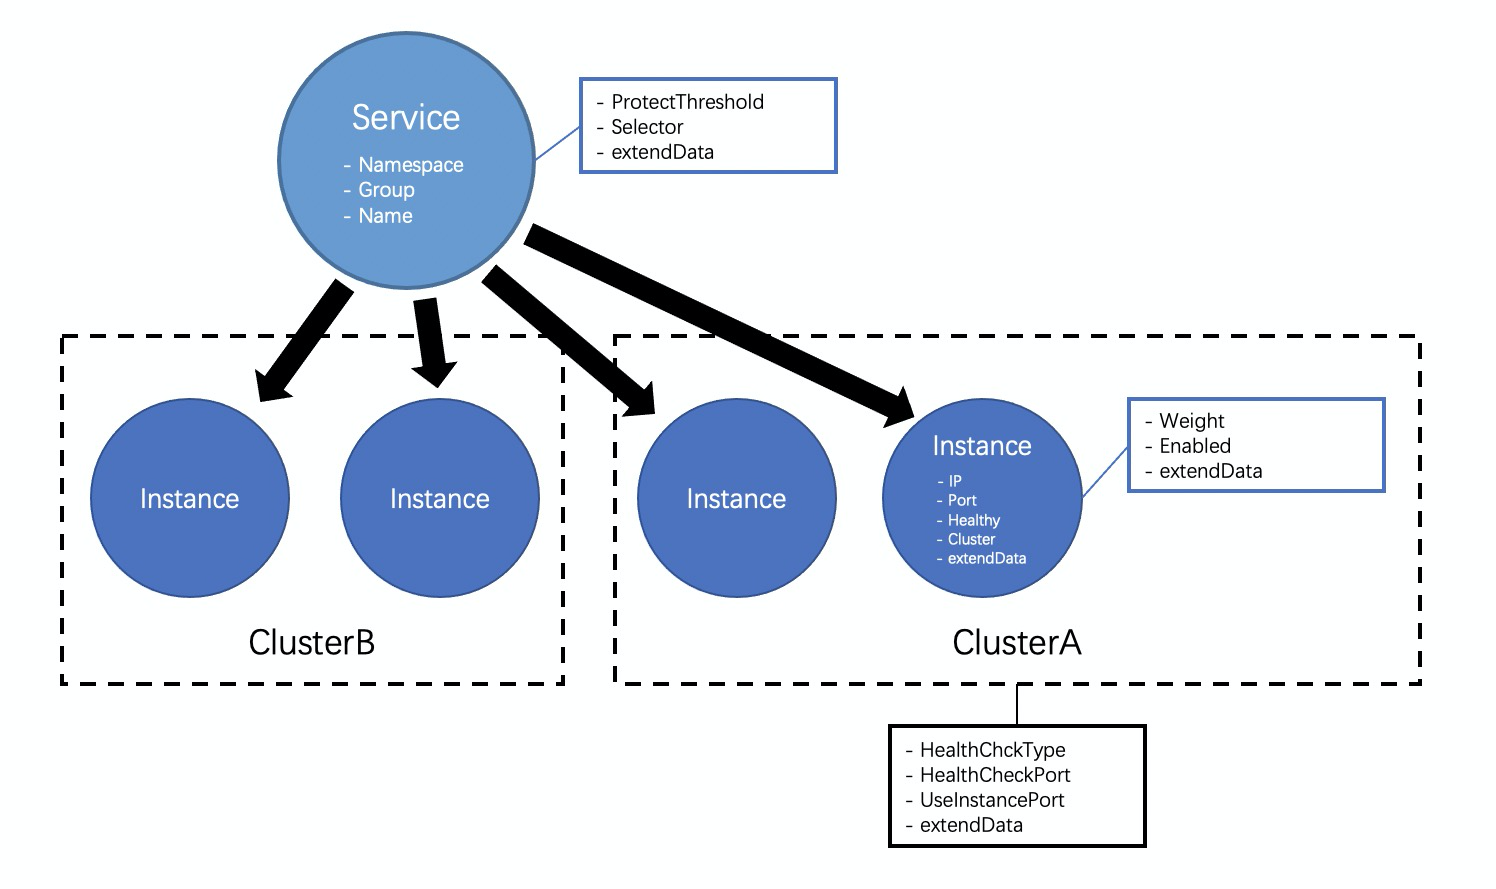 Service
- Namespace
- Group
- Name
- ProtectThreshold
- Selector
- extendData
Instance
Instance
Instance
Instance
- IP
- Port
- Healthy
- Cluster
- extendData
- Weight
- Enabled
- extendData
ClusterB
ClusterA
- HealthChckType
- HealthCheckPort
- UseInstancePort
- extendData